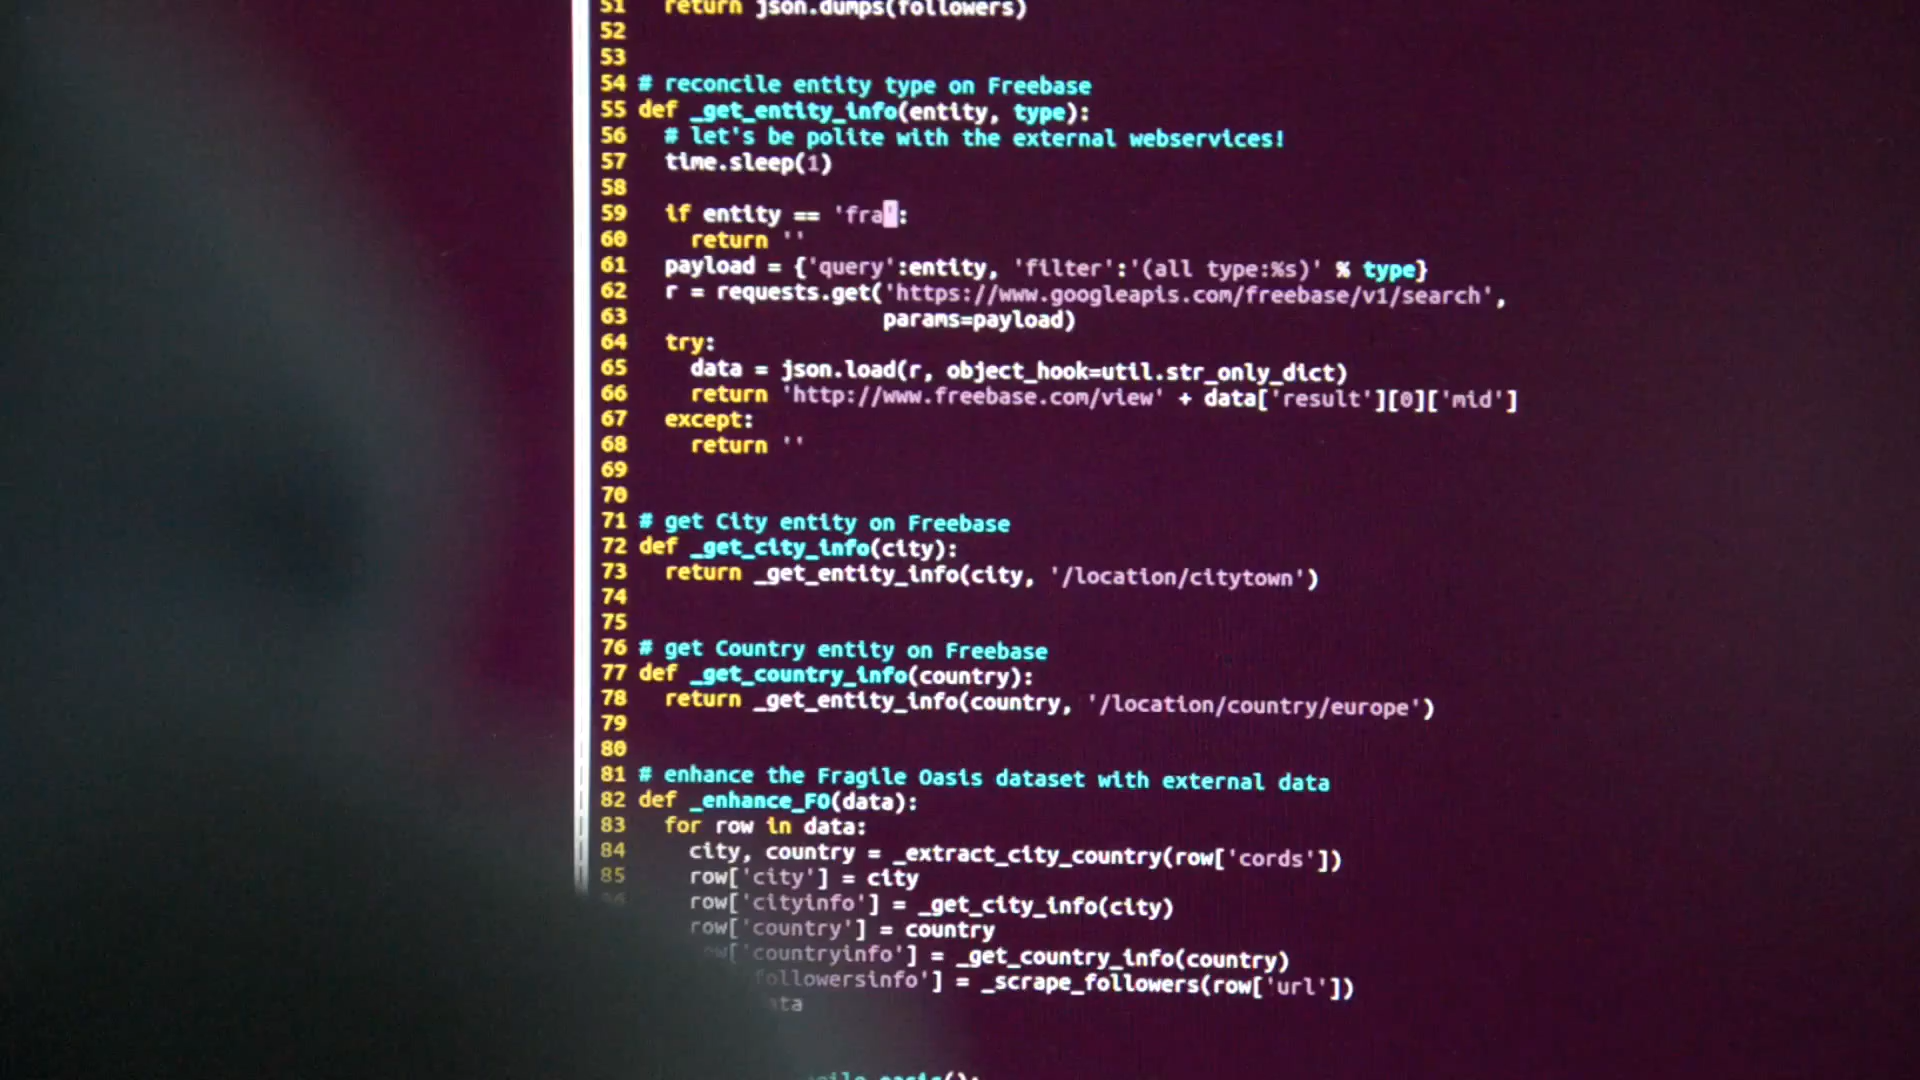 51 return json.dumps(followers)
52
53
54 # reconcile entity type on Freebase
55 def _get_entity_info(entity, type):
56 # let's be polite with the external webservices!
57 time.sleep(1)
58
59 if entity == 'fra':
60 return ''
61 payload = {'query':entity, 'filter':'(all type:%s)' % type}
62 r = requests.get('https://www.googleapis.com/freebase/v1/search',
63 params=payload)
64 try:
65 data = json.load(r, object_hook=util.str_only_dict)
66 return 'http://www.freebase.com/view' + data['result'][0]['mid']
67 except:
68 return ''
69
70
71 # get City entity on Freebase
72 def _get_city_info(city):
73 return _get_entity_info(city, '/location/citytown')
74
75
76 # get Country entity on Freebase
77 def _get_country_info(country):
78 return _get_entity_info(country, '/location/country/europe')
79
80
81 # enhance the Fragile Oasis dataset with external data
82 def _enhance_FO(data):
83 for row in data:
84 city, country = _extract_city_country(row['cords'])
85 row['city'] = city
86 row['cityinfo'] = _get_city_info(city)
row['country'] = country
row['countryinfo'] = _get_country_info(country)
followersinfo'] = _scrape_followers(row['url'])
ata